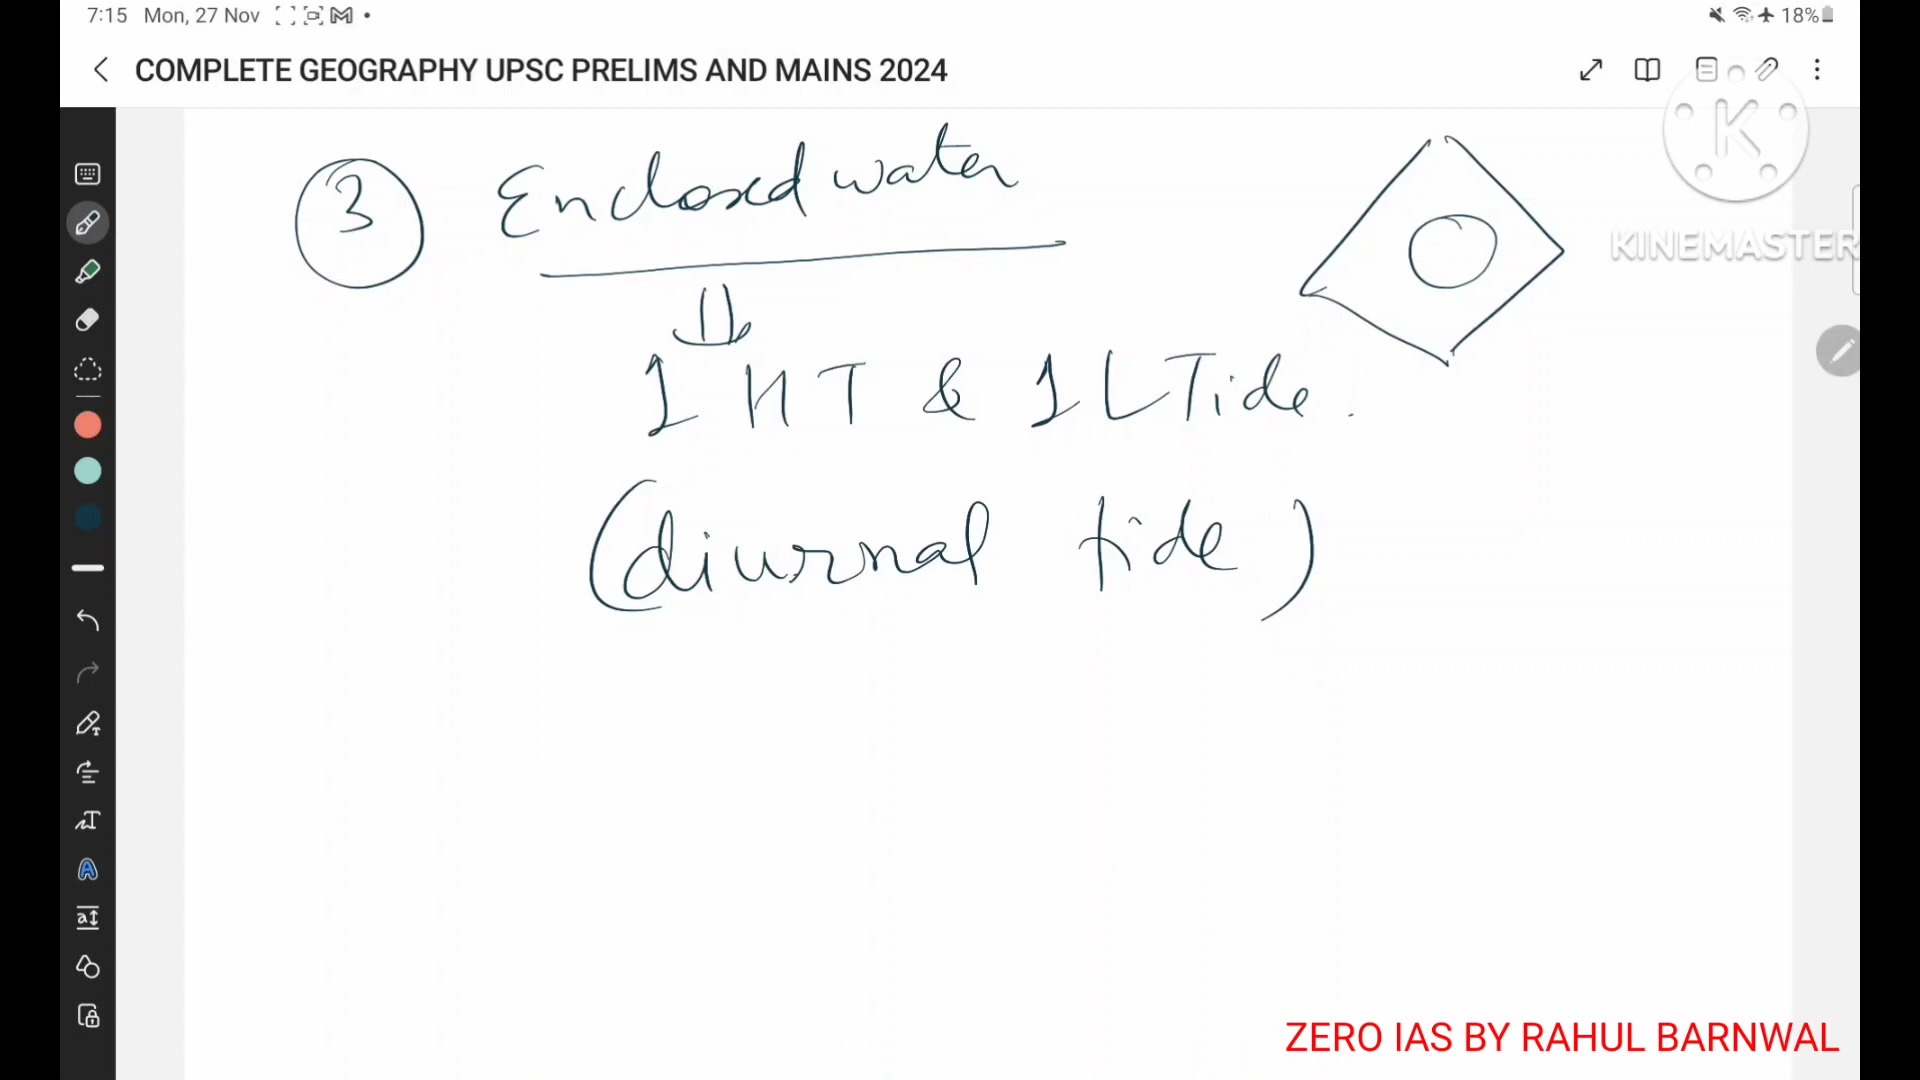 7:15 Mon, 27 Nov 18%
COMPLETE GEOGRAPHY UPSC PRELIMS AND MAINS 2024
K
KINEMASTER
3 Enclosed water
1 HT & 1 LTide.
(diurnal tide)
ZERO IAS BY RAHUL BARNWAL